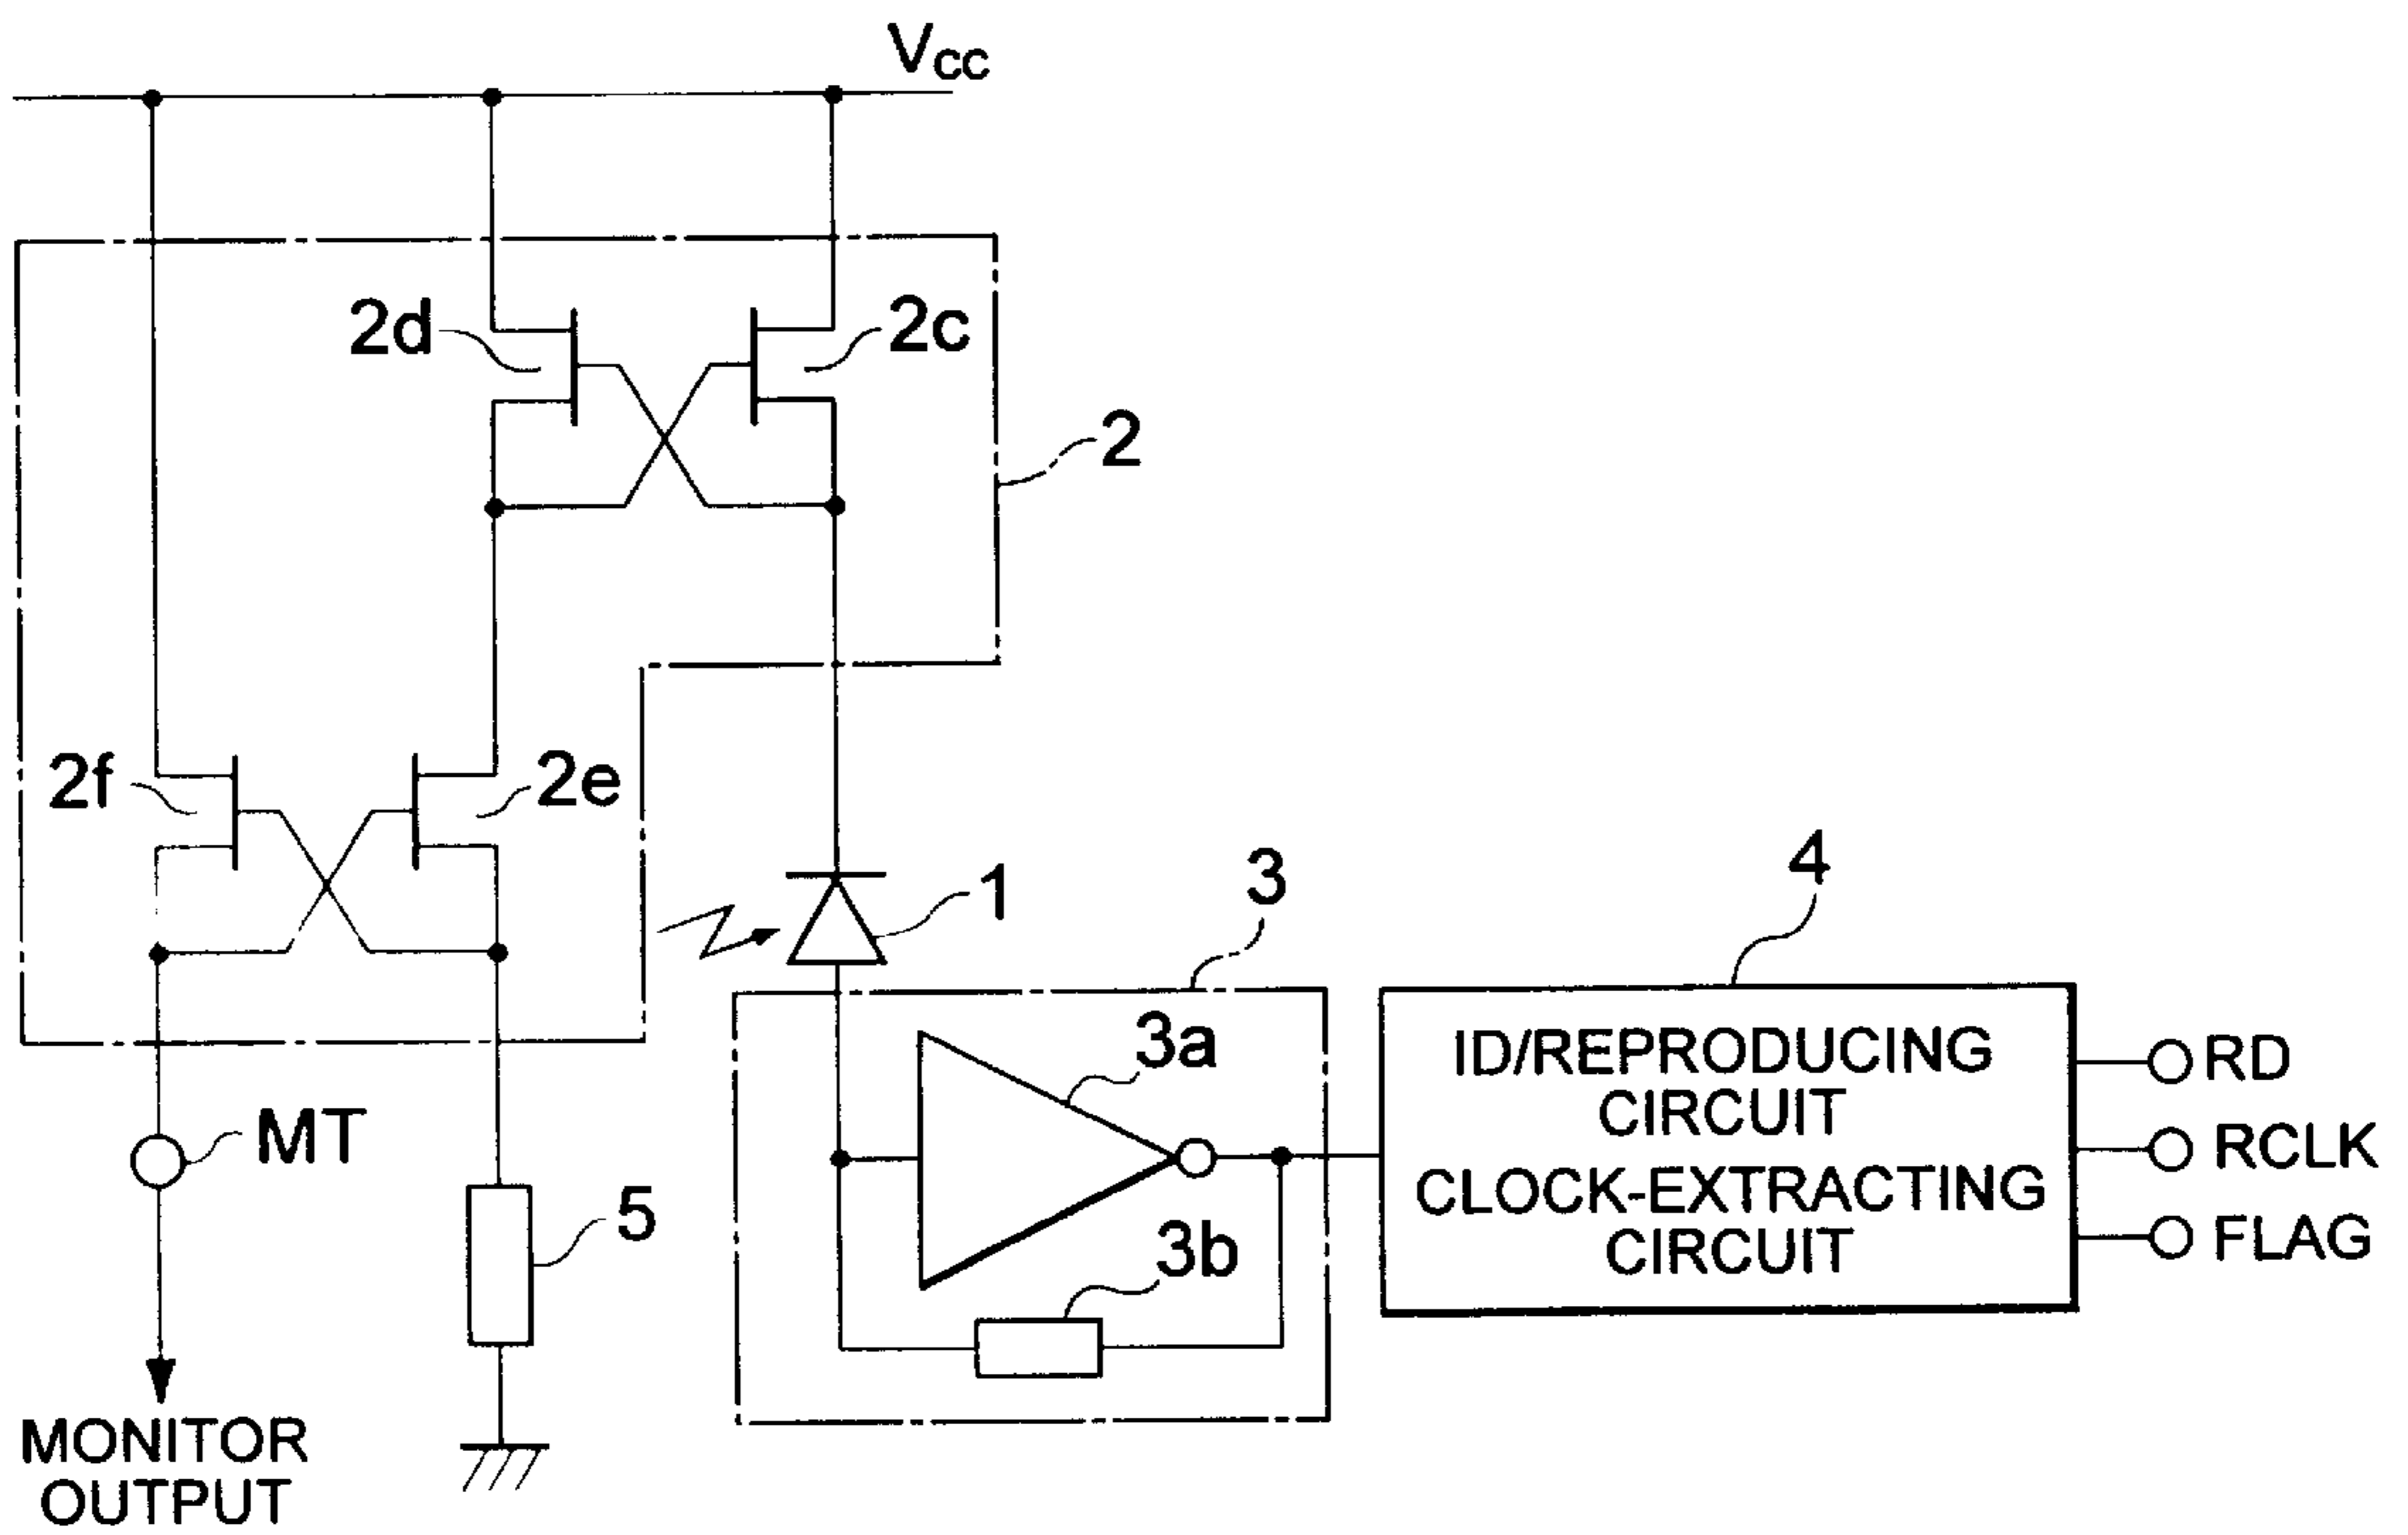 VCC
2d
2c
2
2f
2e
1
3
4
3a
ID/REPRODUCING
CIRCUIT
CLOCK-EXTRACTING
CIRCUIT
RD
RCLK
FLAG
MT
5
3b
MONITOR
OUTPUT